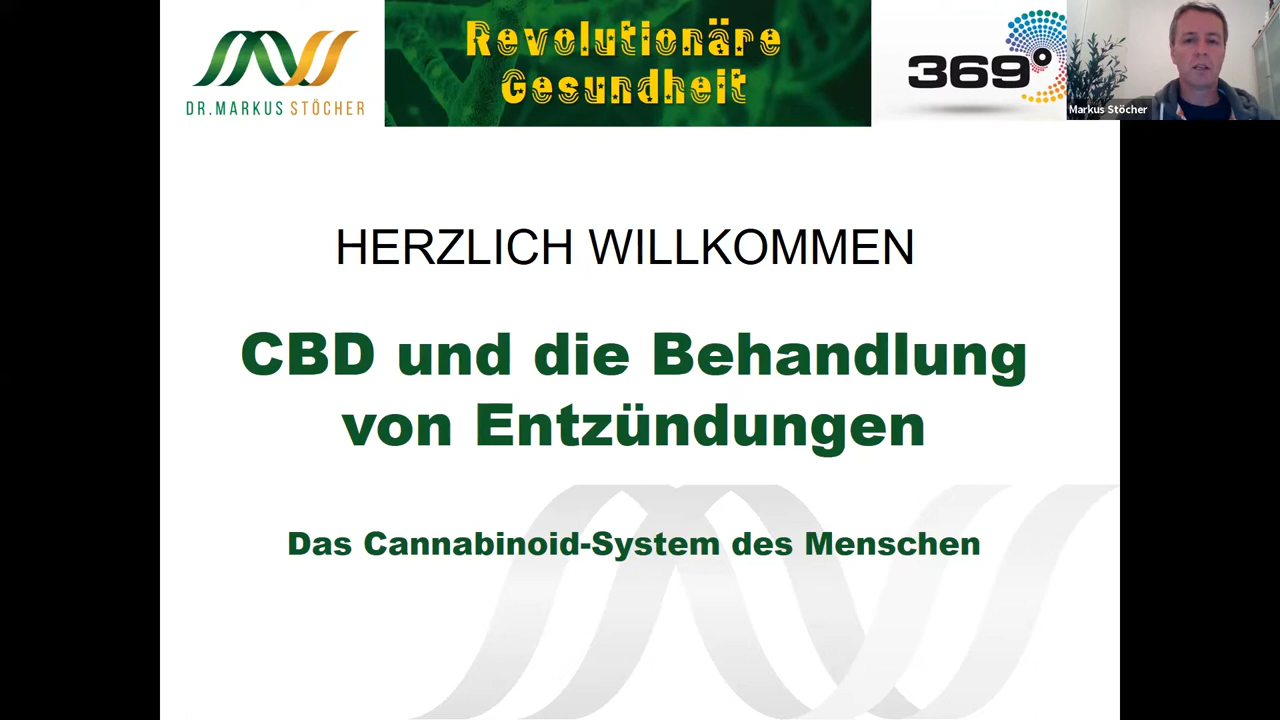 DR.MARKUS STÖCHER
Revolutionäre
Gesundheit
369°
Markus Stöcher
HERZLICH WILLKOMMEN
CBD und die Behandlung
von Entzündungen
Das Cannabinoid-System des Menschen